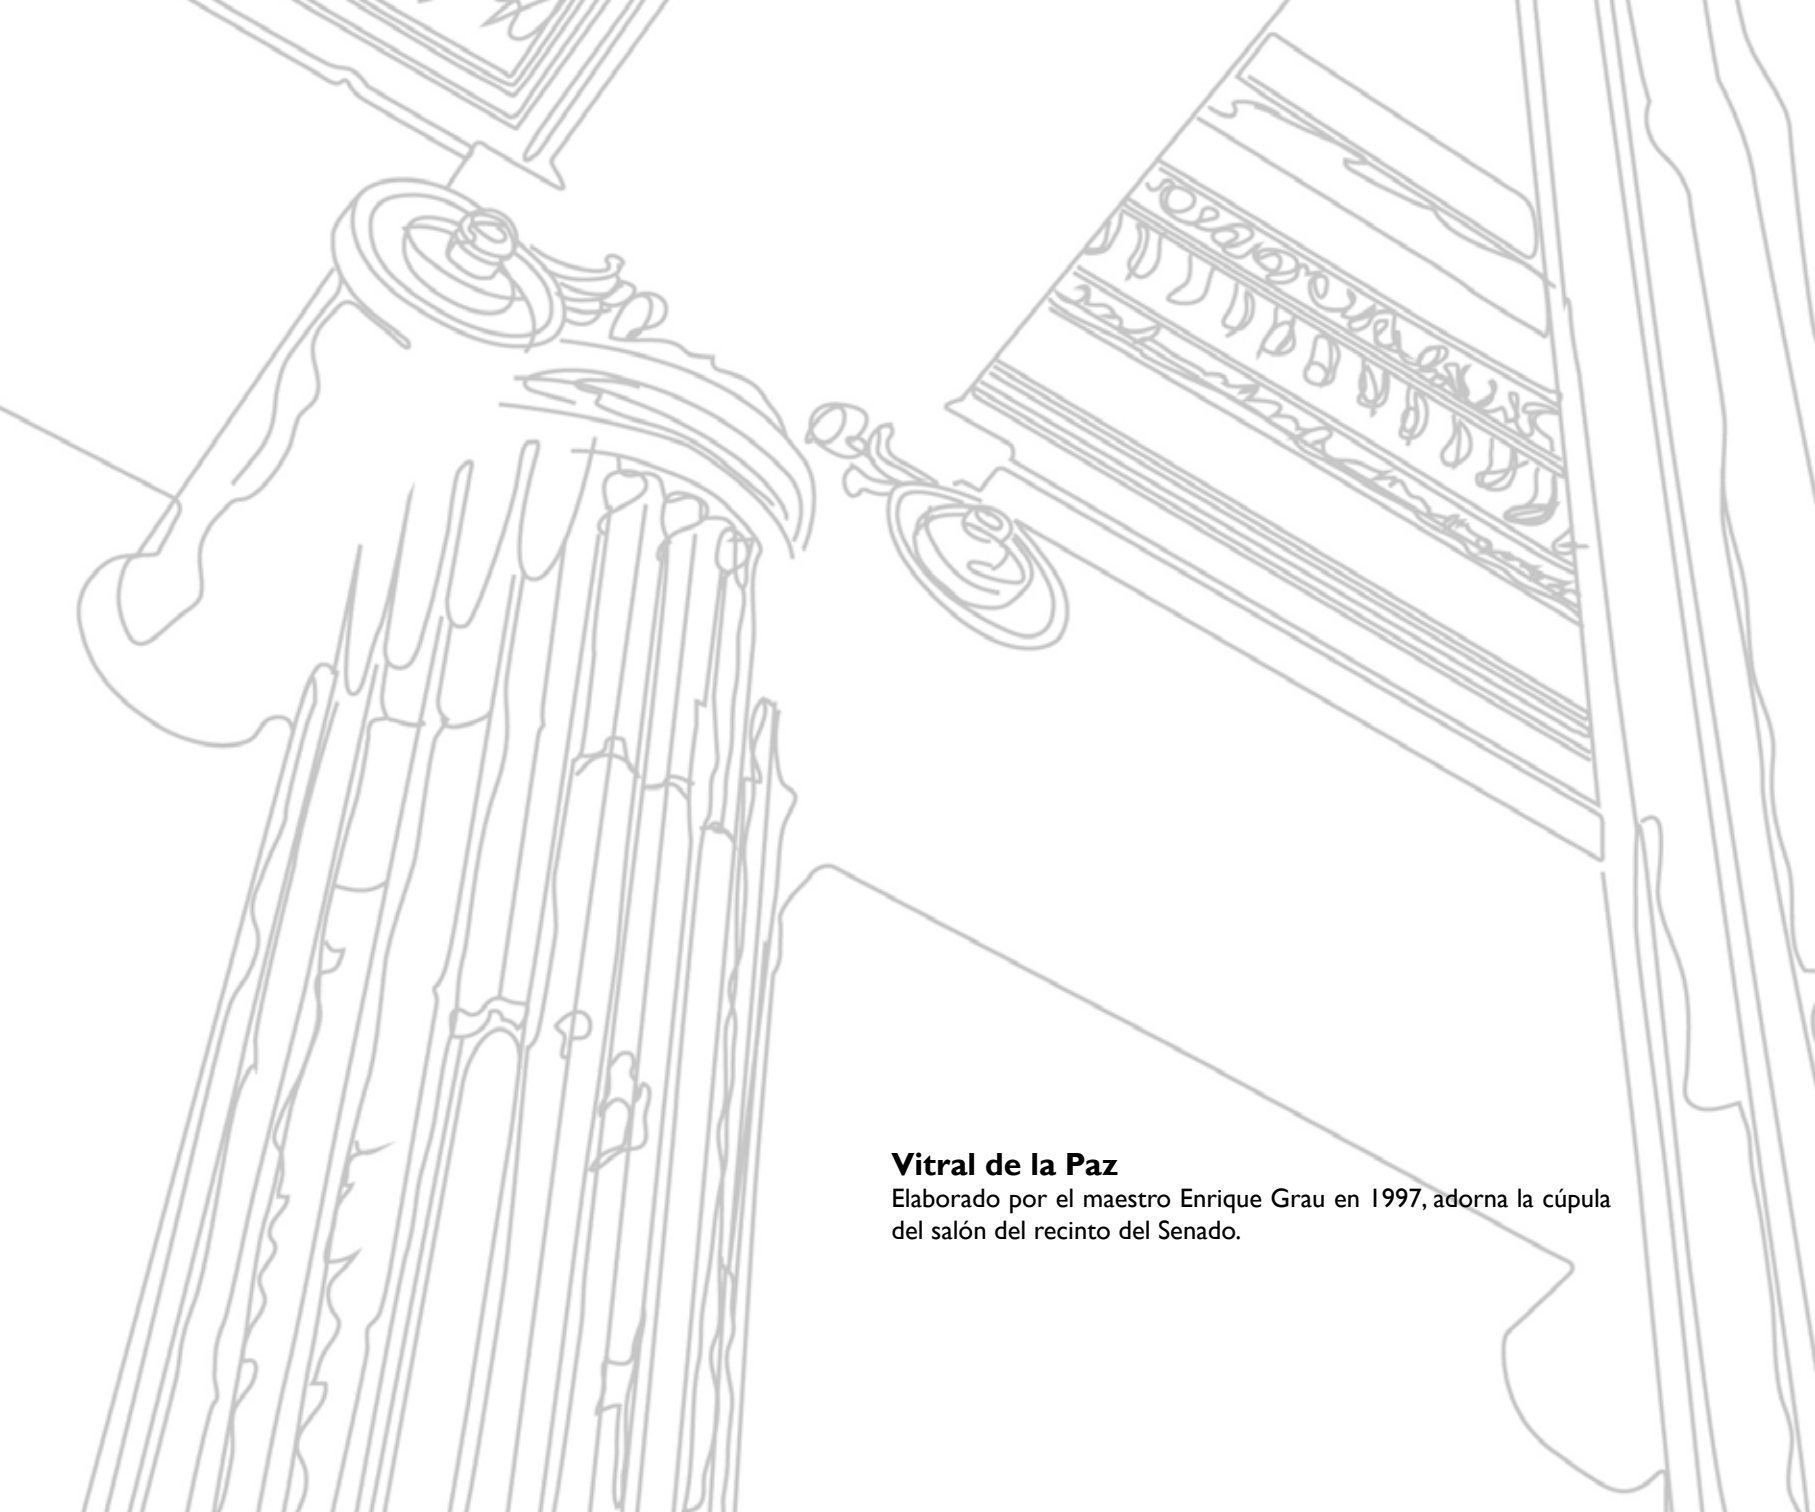 Vitral de la Paz
Elaborado por el maestro Enrique Grau en 1997, adorna la cúpula
del salón del recinto del Senado.